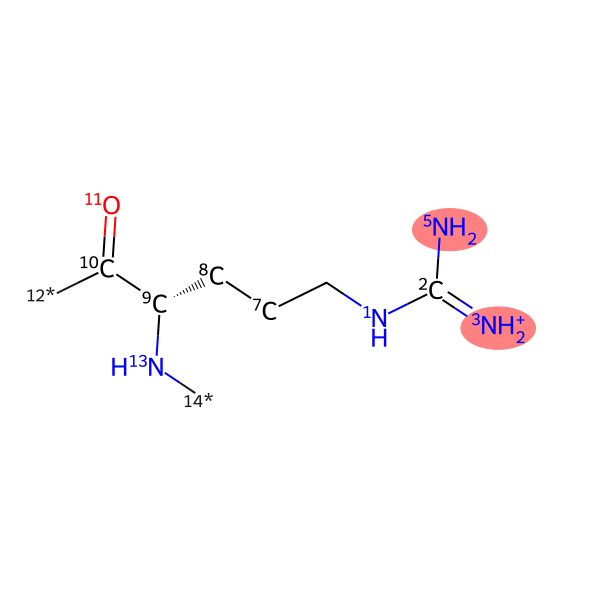 ¹¹O
⁵NH₂
¹⁰C
⁸C
²C
12*
⁹C
⁷C
¹N
H
³NH₂⁺
H¹³N
14*